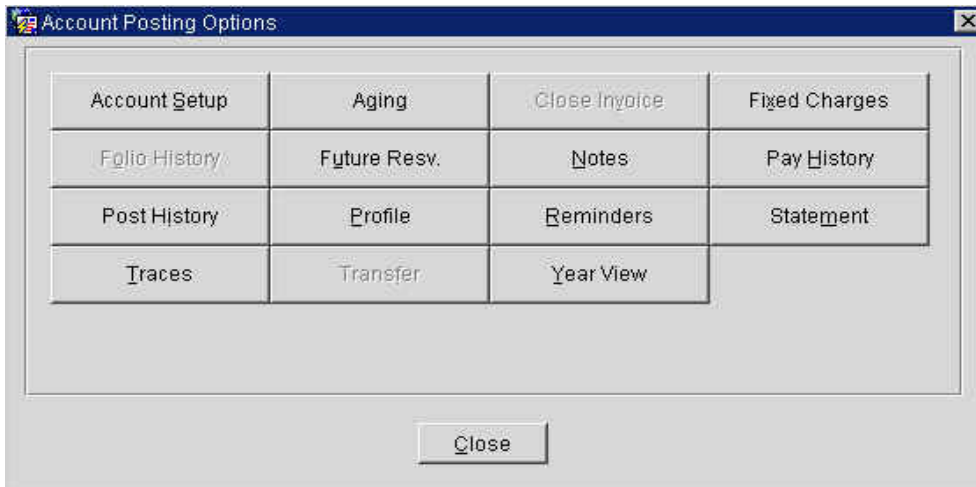 Account Posting Options
Account Setup Aging Close Invoice Fixed Charges
Folio History Future Resv. Notes Pay History
Post History Profile Reminders Statement
Traces Transfer Year View
Close